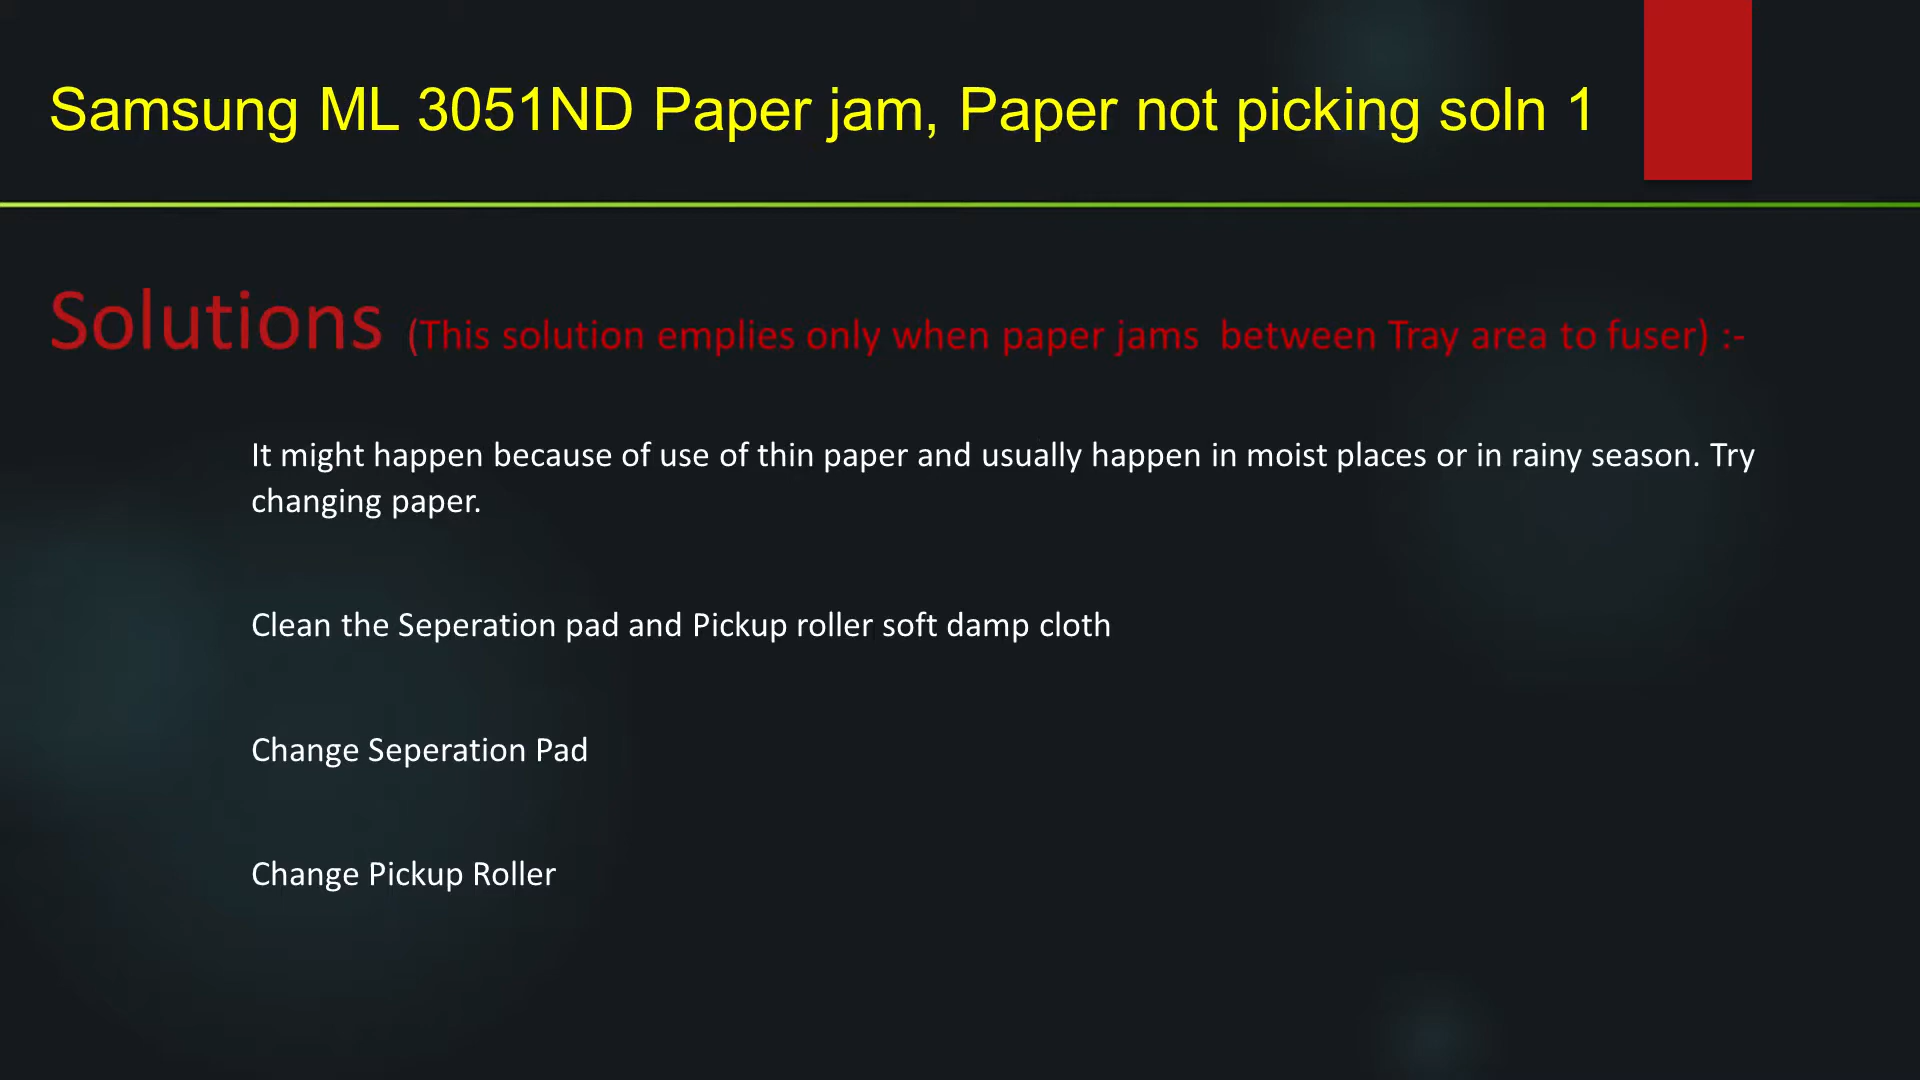 Samsung ML 3051ND Paper jam, Paper not picking soln 1
Solutions (This solution emplies only when paper jams  between Tray area to fuser) :-
It might happen because of use of thin paper and usually happen in moist places or in rainy season. Try
changing paper.
Clean the Seperation pad and Pickup roller soft damp cloth
Change Seperation Pad
Change Pickup Roller